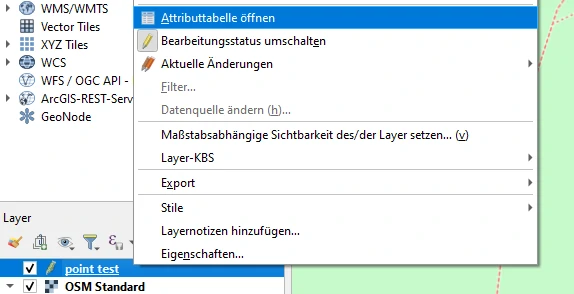 WMS/WMTS
Vector Tiles
XYZ Tiles
WCS
WFS / OGC API -
ArcGIS-REST-Serv
GeoNode
Layer
point test
OSM Standard
Attributtabelle öffnen
Bearbeitungsstatus umschalten
Aktuelle Änderungen
Filter...
Datenquelle ändern (h)...
Maßstabsabhängige Sichtbarkeit des/der Layer setzen... (v)
Layer-KBS
Export
Stile
Layernotizen hinzufügen...
Eigenschaften...